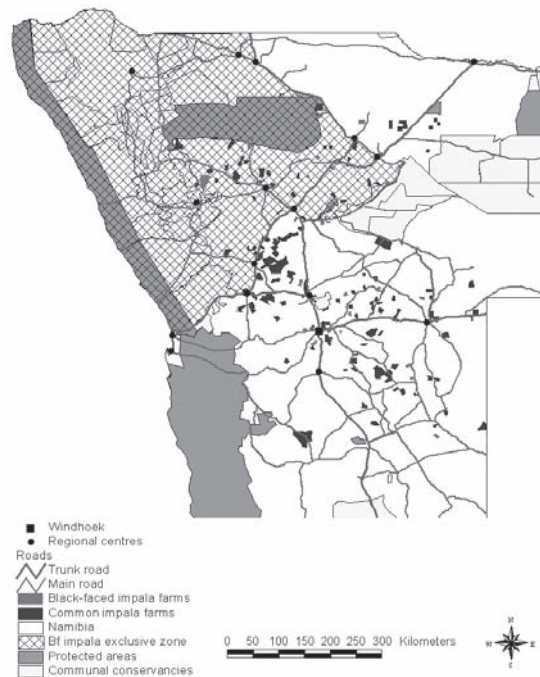 Windhoek
Regional centres
Roads
Trunk road
Main road
Black-faced impala farms
Common impala farms
Namibia
Bf impala exclusive zone
Protected areas
Communal conservancies
0 50 100 150 200 250 300 Kilometers
N
W E
S